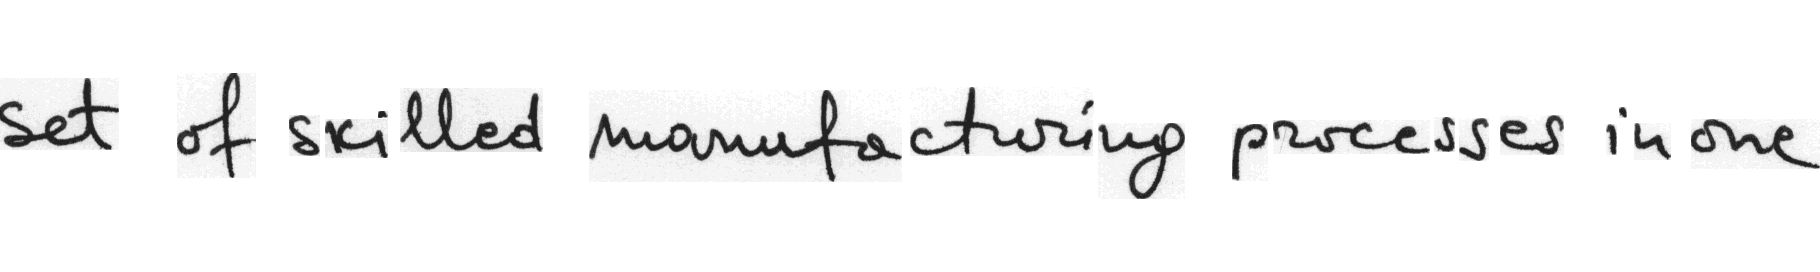 set of skilled manufacturing processes in one